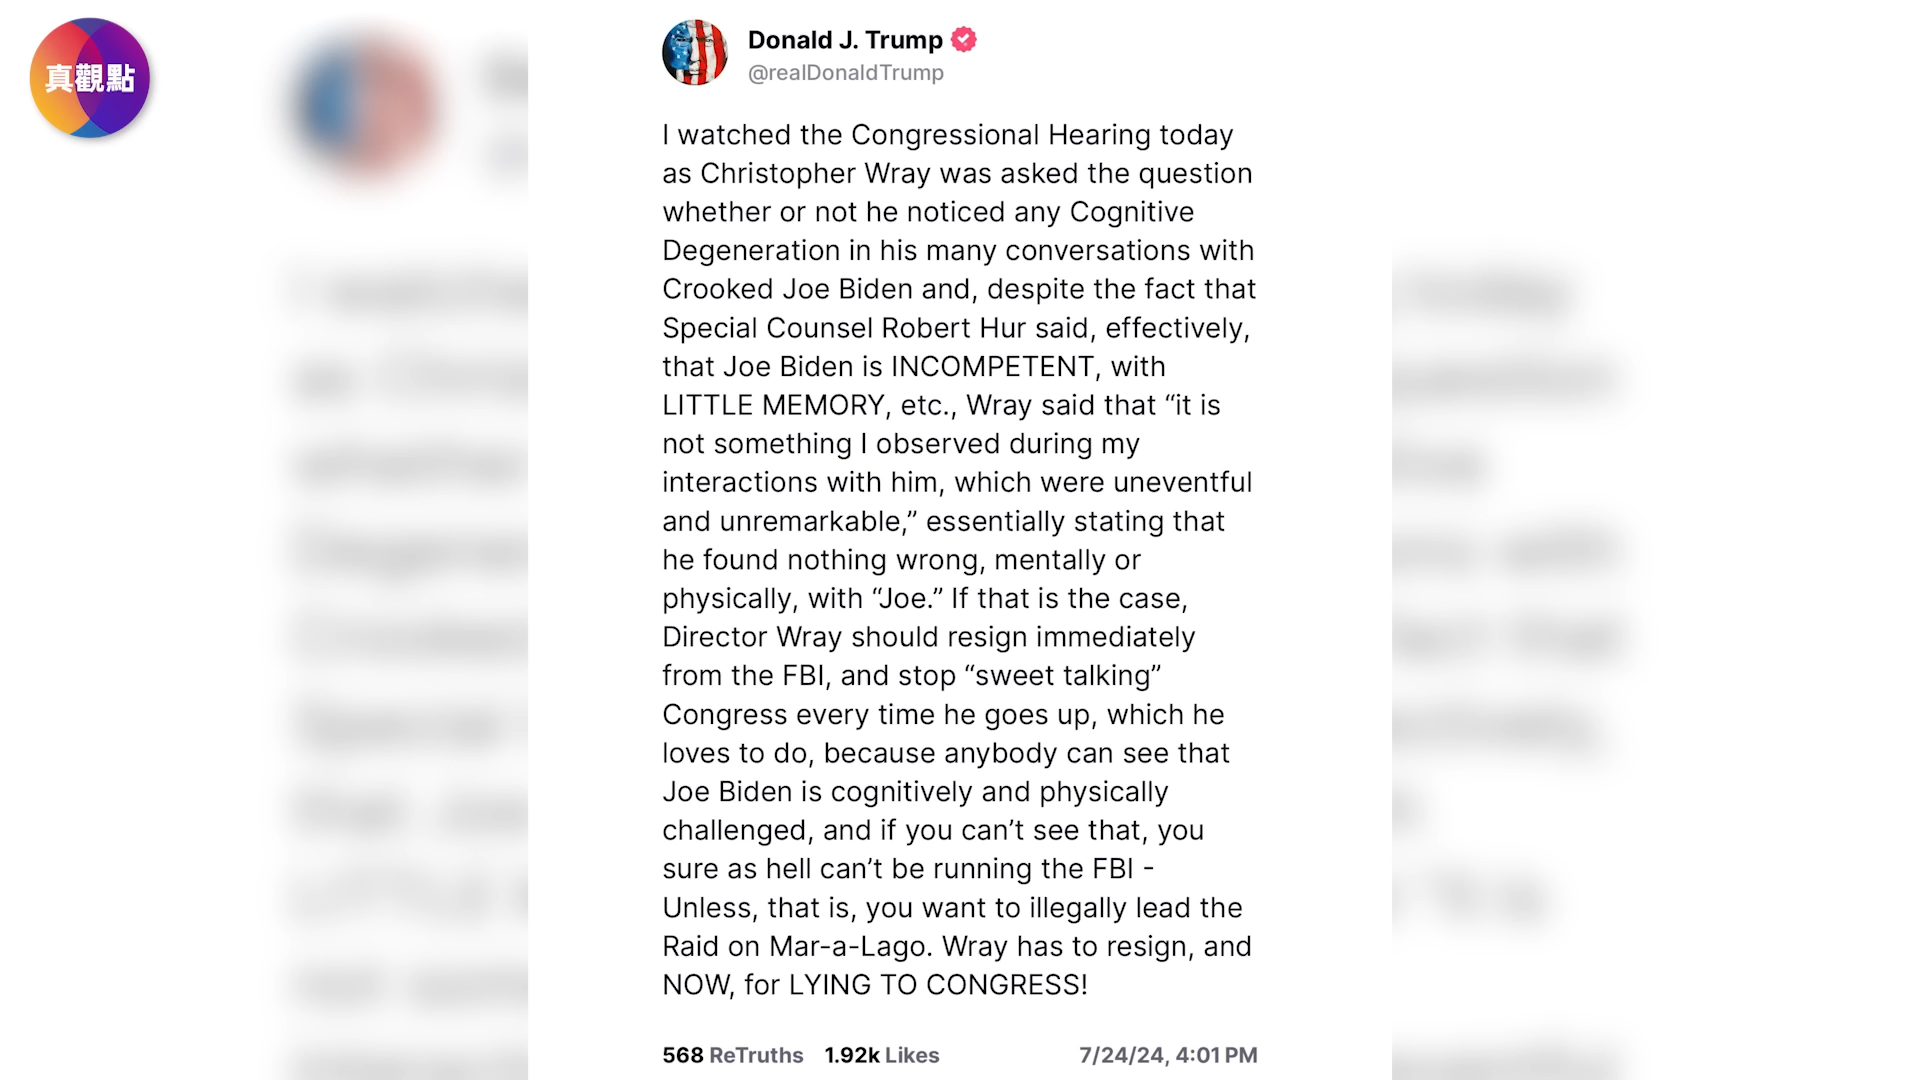 真觀點
Donald J. Trump
@realDonaldTrump
I watched the Congressional Hearing today
as Christopher Wray was asked the question
whether or not he noticed any Cognitive
Degeneration in his many conversations with
Crooked Joe Biden and, despite the fact that
Special Counsel Robert Hur said, effectively,
that Joe Biden is INCOMPETENT, with
LITTLE MEMORY, etc., Wray said that “it is
not something I observed during my
interactions with him, which were uneventful
and unremarkable,” essentially stating that
he found nothing wrong, mentally or
physically, with “Joe.” If that is the case,
Director Wray should resign immediately
from the FBI, and stop “sweet talking”
Congress every time he goes up, which he
loves to do, because anybody can see that
Joe Biden is cognitively and physically
challenged, and if you can’t see that, you
sure as hell can’t be running the FBI -
Unless, that is, you want to illegally lead the
Raid on Mar-a-Lago. Wray has to resign, and
NOW, for LYING TO CONGRESS!
568 ReTruths 1.92k Likes 7/24/24, 4:01 PM